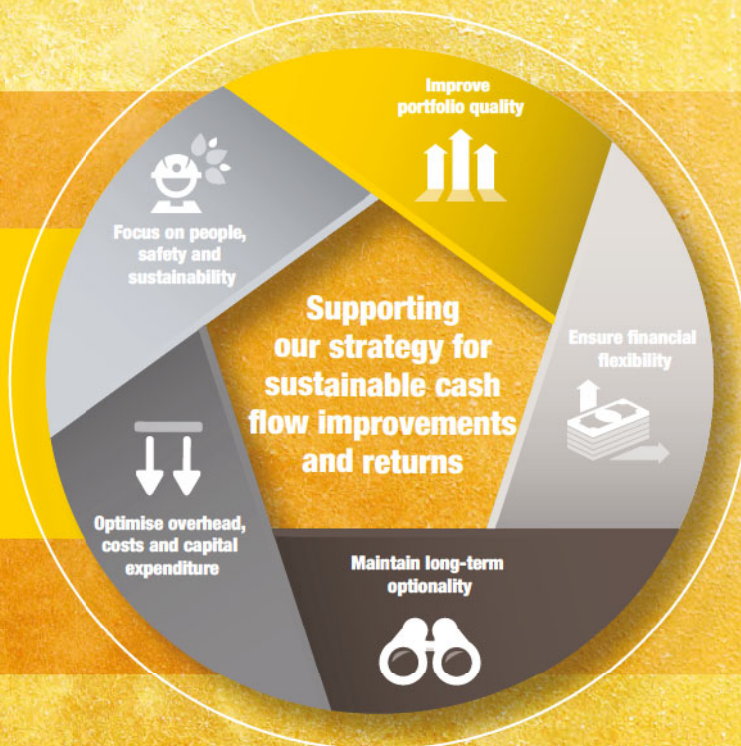 Improve
portfolio quality
Focus on people,
safety and
sustainability
Supporting
our strategy for
sustainable cash
flow improvements
and returns
Ensure financial
flexibility
Optimise overhead,
costs and capital
expenditure
Maintain long-term
optionality